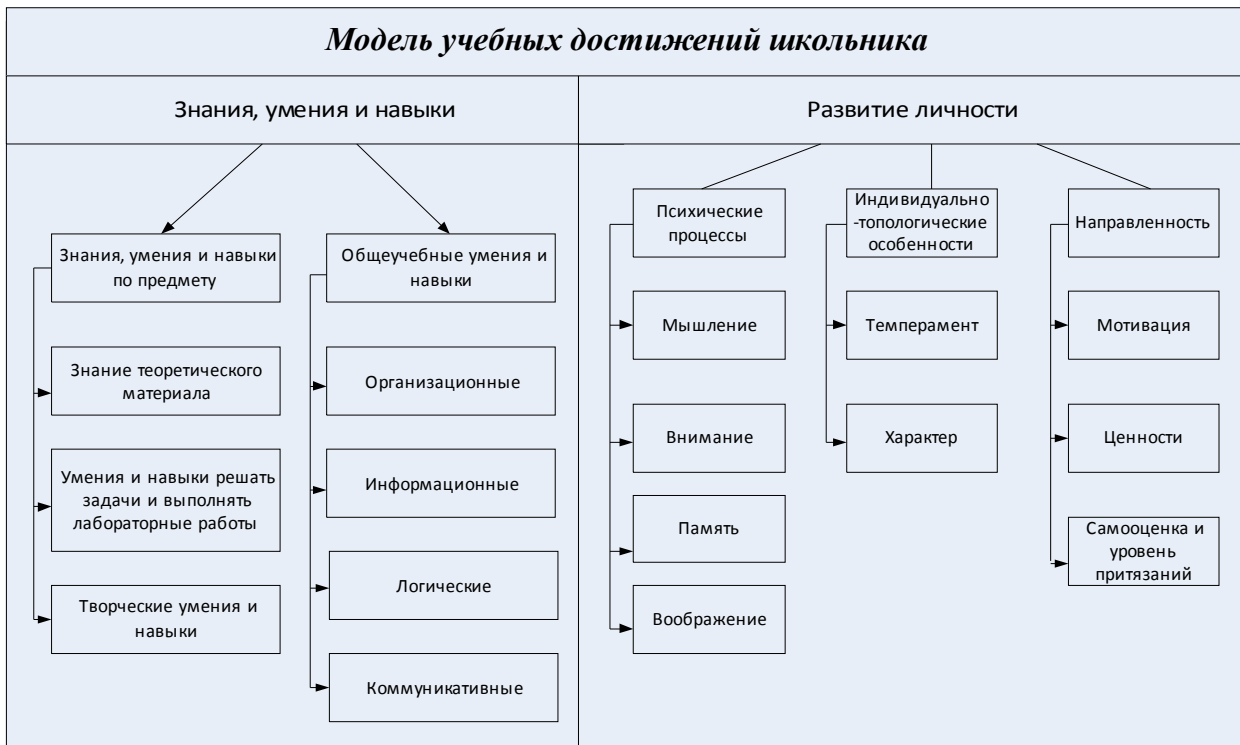 Модель учебных достижений школьника
Знания, умения и навыки
Развитие личности
Знания, умения и навыки
по предмету
Знание теоретического
материала
Умения и навыки решать
задачи и выполнять
лабораторные работы
Творческие умения и
навыки
Общеучебные умения и
навыки
Организационные
Информационные
Логические
Коммуникативные
Психические
процессы
Мышление
Внимание
Память
Воображение
Индивидуально
-топологические
особенности
Темперамент
Характер
Направленность
Мотивация
Ценности
Самооценка и
уровень
притязаний